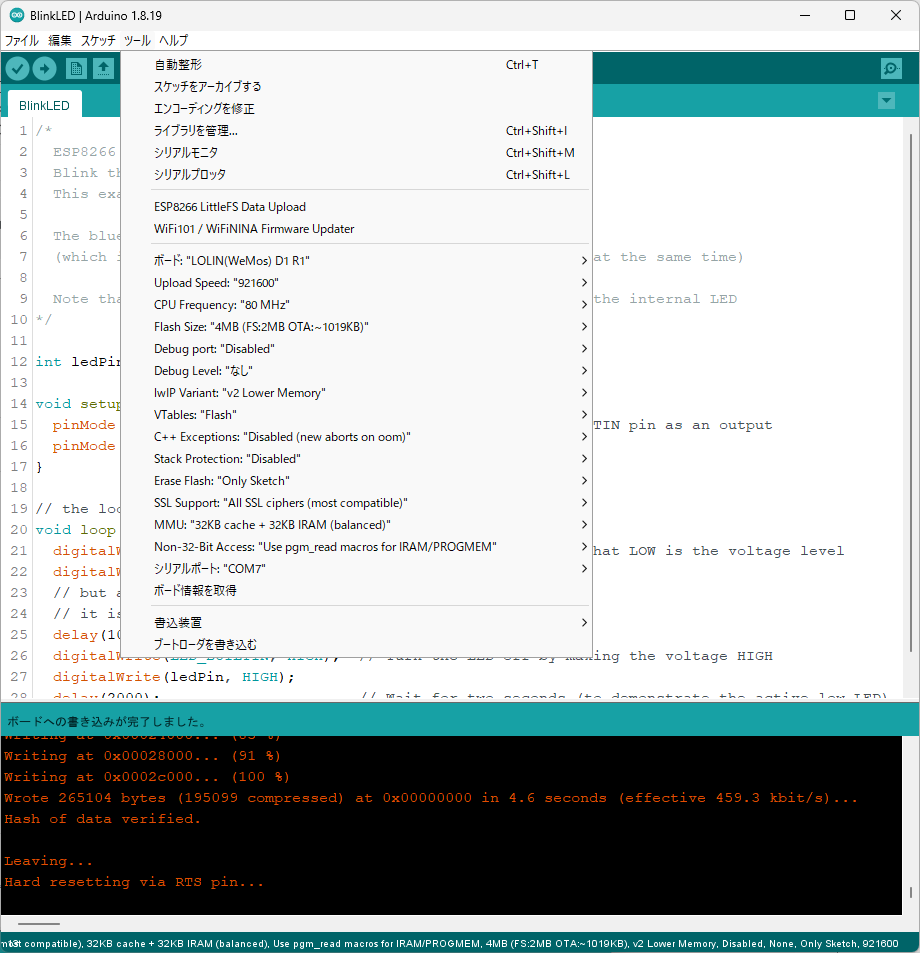 BlinkLED | Arduino 1.8.19
ファイル 編集 スケッチ ツール ヘルプ
BlinkLED
自動整形 Ctrl+T
スケッチをアーカイブする
エンコーディングを修正
ライブラリを管理... Ctrl+Shift+I
シリアルモニタ Ctrl+Shift+M
シリアルプロッタ Ctrl+Shift+L
ESP8266 LittleFS Data Upload
WiFi101 / WiFiNINA Firmware Updater
ボード: "LOLIN(WeMos) D1 R1"
Upload Speed: "921600"
CPU Frequency: "80 MHz"
Flash Size: "4MB (FS:2MB OTA:~1019KB)"
Debug port: "Disabled"
Debug Level: "なし"
lwIP Variant: "v2 Lower Memory"
VTables: "Flash"
C++ Exceptions: "Disabled (new aborts on oom)"
Stack Protection: "Disabled"
Erase Flash: "Only Sketch"
SSL Support: "All SSL ciphers (most compatible)"
MMU: "32KB cache + 32KB IRAM (balanced)"
Non-32-Bit Access: "Use pgm_read macros for IRAM/PROGMEM"
シリアルポート: "COM7"
ボード情報を取得
書込装置
ブートローダを書き込む
1 /*
2 ESP8266
3 Blink
4 This
5
6 The blue
7 (which at the same time)
8
9 Note the internal LED
10 */
11
12 int
13
14 void setup
15 pinMode TIN pin as an output
16 pinMode
17 }
18
19 // the
20 void loop
21 LOW is the voltage level
22
23 // but
24 // it is
25
26 // Turn the LED off by making the voltage HIGH
27 digitalWrite(ledPin, HIGH);
28 delay(2000); // Wait for two seconds (to demonstrate the active low LED)
ボードへの書き込みが完了しました。
Writing at 0x00028000... (91 %)
Writing at 0x0002c000... (100 %)
Wrote 265104 bytes (195099 compressed) at 0x00000000 in 4.6 seconds (effective 459.3 kbit/s)...
Hash of data verified.
Leaving...
Hard resetting via RTS pin...
compatible), 32KB cache + 32KB IRAM (balanced), Use pgm_read macros for IRAM/PROGMEM, 4MB (FS:2MB OTA:~1019KB), v2 Lower Memory, Disabled, None, Only Sketch, 921600